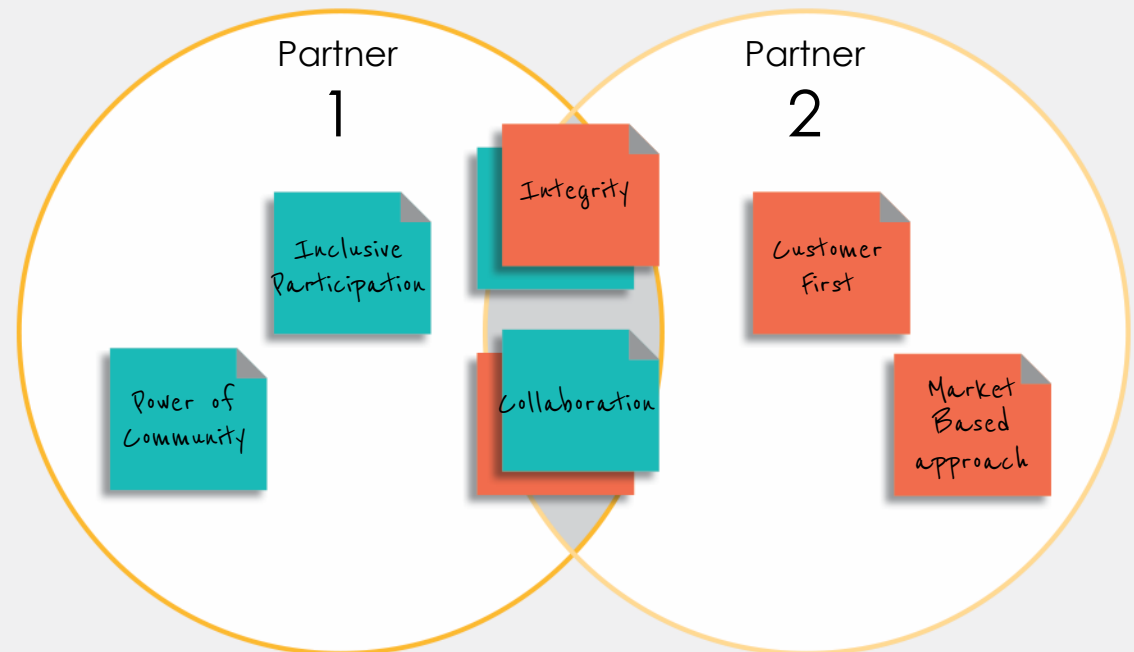 Partner
1
Partner
2
Integrity
Inclusive
Participation
Customer
First
Power of
Community
Collaboration
Market
Based
approach